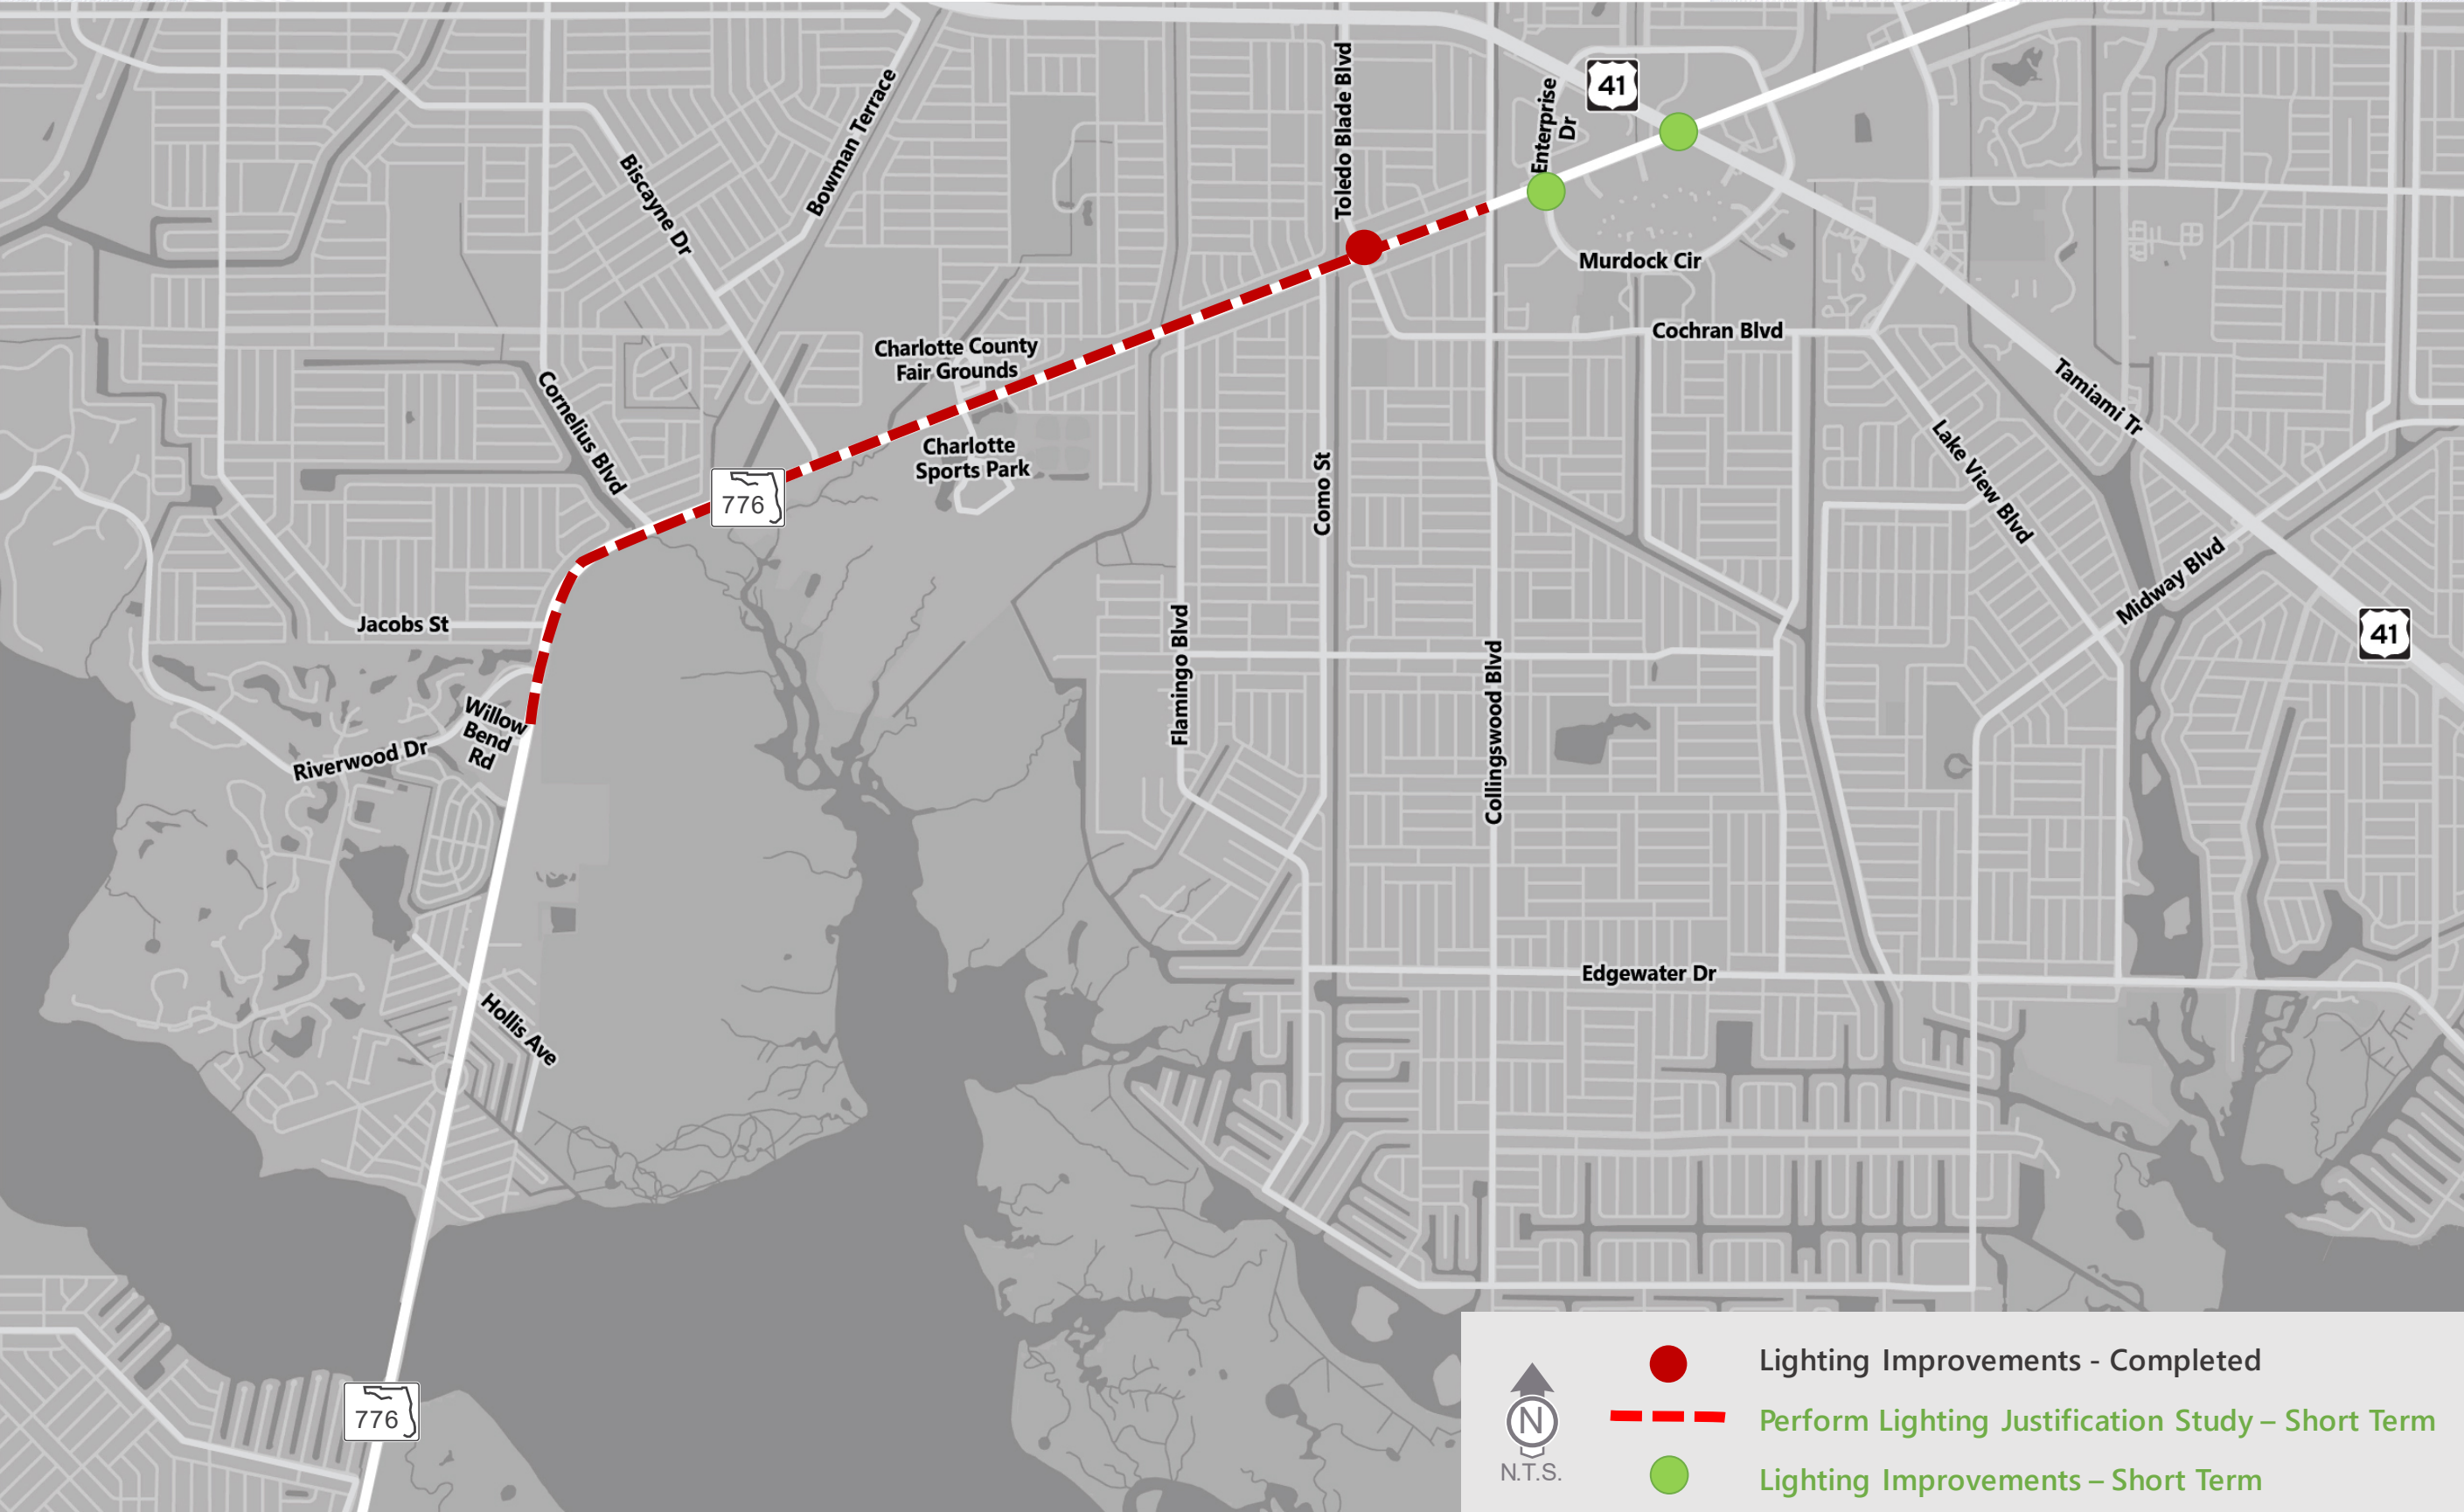 Bowman Terrace
Biscayne Dr
Toledo Blade Blvd
Enterprise
Dr
41
Murdock Cir
Cochran Blvd
Charlotte County
Fair Grounds
Charlotte
Sports Park
Cornelius Blvd
776
Como St
Tamiami Tr
Lake View Blvd
Midway Blvd
41
Jacobs St
Flamingo Blvd
Collingswood Blvd
Willow
Bend
Rd
Riverwood Dr
Edgewater Dr
Hollis Ave
776
N
N.T.S.
Lighting Improvements - Completed
Perform Lighting Justification Study – Short Term
Lighting Improvements – Short Term